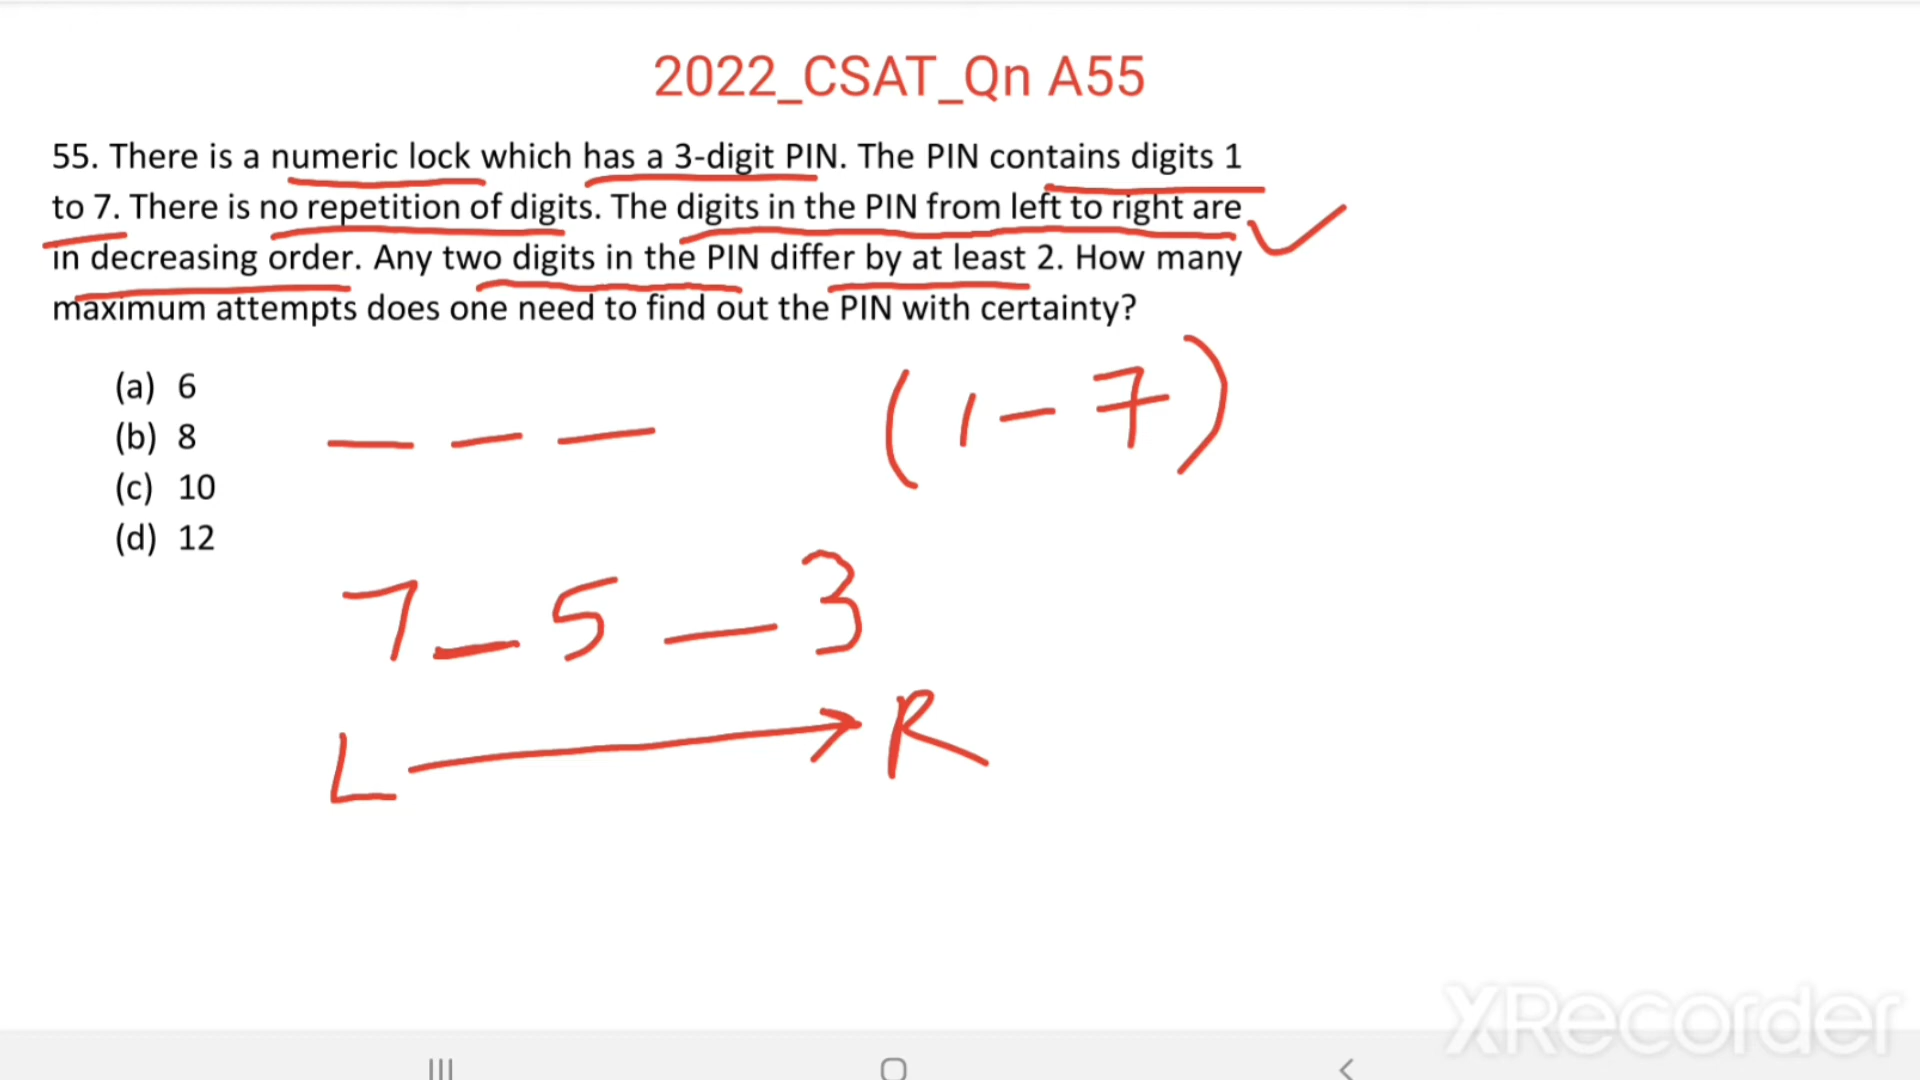 2022_CSAT_Qn A55
55. There is a numeric lock which has a 3-digit PIN. The PIN contains digits 1
to 7. There is no repetition of digits. The digits in the PIN from left to right are
in decreasing order. Any two digits in the PIN differ by at least 2. How many
maximum attempts does one need to find out the PIN with certainty?
(a) 6
(b) 8
(c) 10
(d) 12
(1-7)
7_5_3
L → R
XRecorder